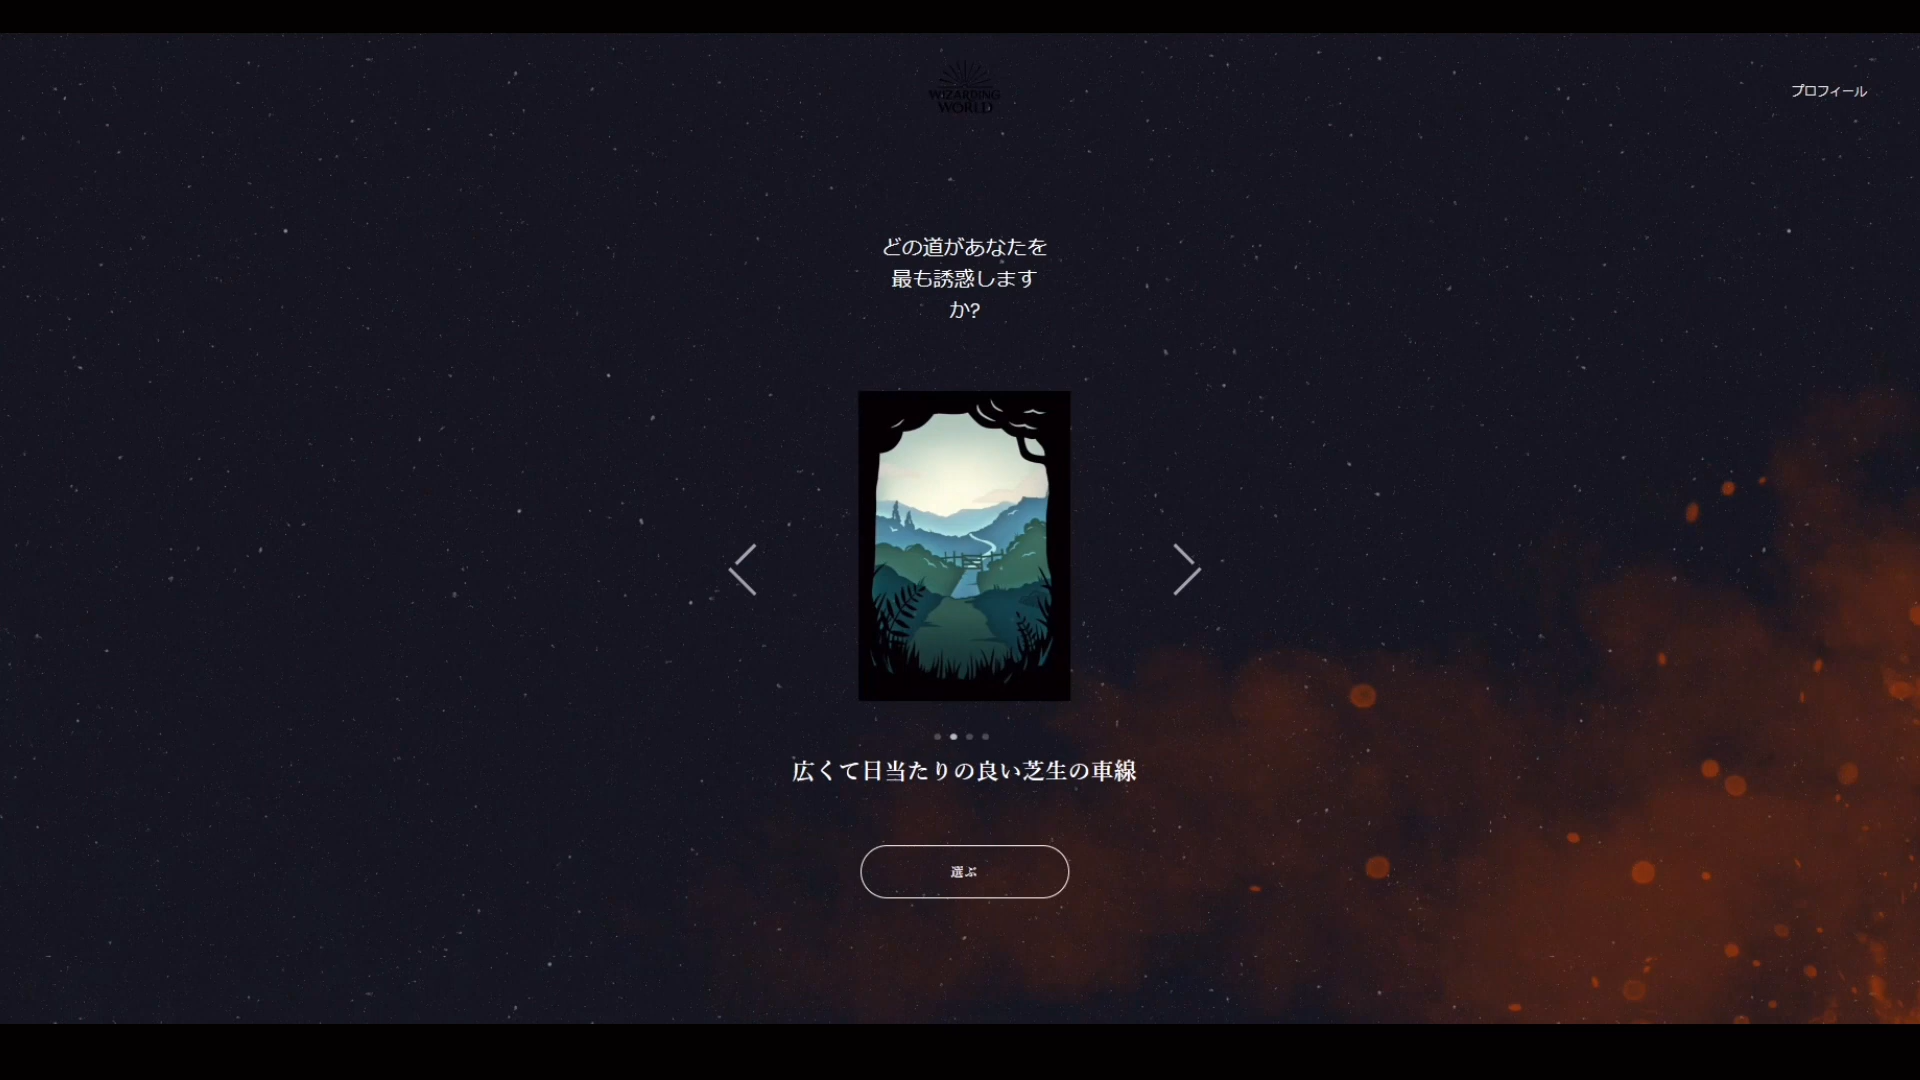 WIZARDING
WORLD
プロフィール
どの道があなたを
最も誘惑します
か?
広くて日当たりの良い芝生の車線
選ぶ